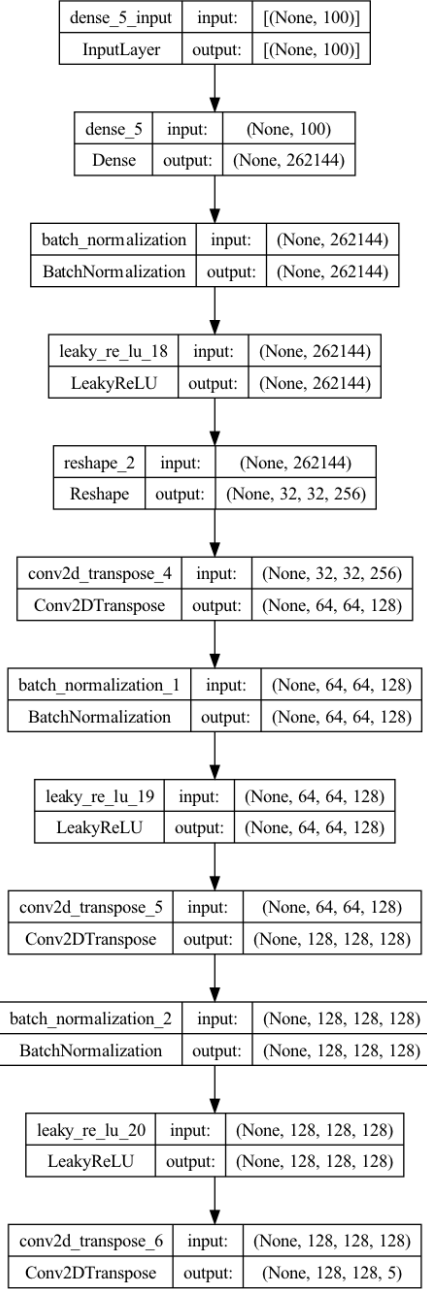 dense_5_input input: [(None, 100)]
InputLayer output: [(None, 100)]
dense_5 input: (None, 100)
Dense output: (None, 262144)
batch_normalization input: (None, 262144)
BatchNormalization output: (None, 262144)
leaky_re_lu_18 input: (None, 262144)
LeakyReLU output: (None, 262144)
reshape_2 input: (None, 262144)
Reshape output: (None, 32, 32, 256)
conv2d_transpose_4 input: (None, 32, 32, 256)
Conv2DTranspose output: (None, 64, 64, 128)
batch_normalization_1 input: (None, 64, 64, 128)
BatchNormalization output: (None, 64, 64, 128)
leaky_re_lu_19 input: (None, 64, 64, 128)
LeakyReLU output: (None, 64, 64, 128)
conv2d_transpose_5 input: (None, 64, 64, 128)
Conv2DTranspose output: (None, 128, 128, 128)
batch_normalization_2 input: (None, 128, 128, 128)
BatchNormalization output: (None, 128, 128, 128)
leaky_re_lu_20 input: (None, 128, 128, 128)
LeakyReLU output: (None, 128, 128, 128)
conv2d_transpose_6 input: (None, 128, 128, 128)
Conv2DTranspose output: (None, 128, 128, 5)